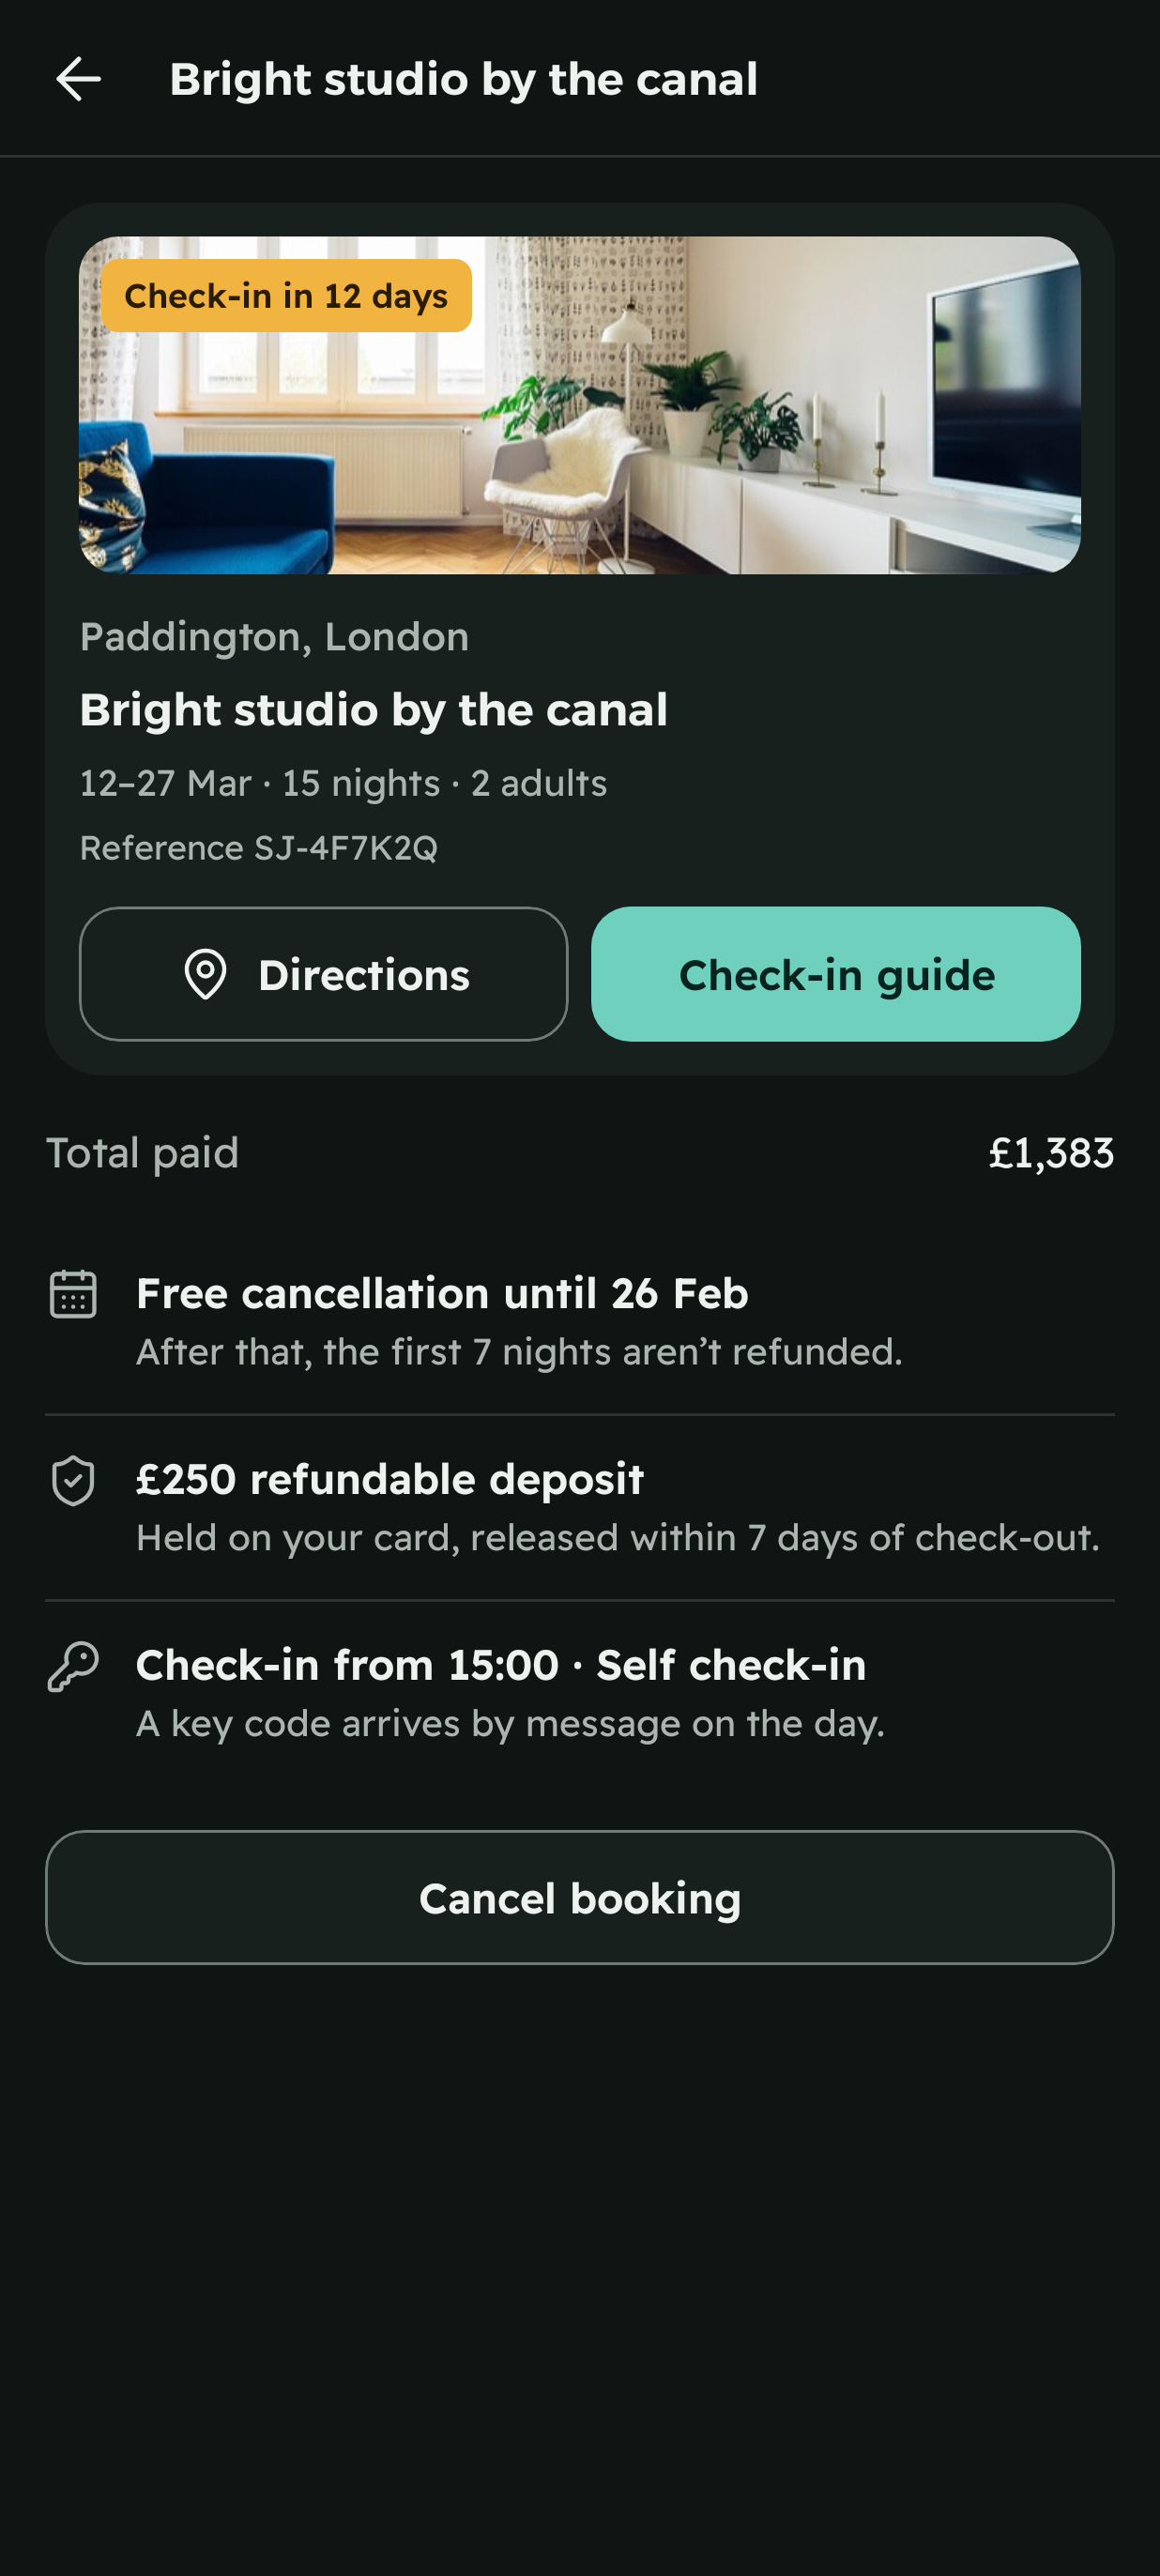 Bright studio by the canal
Check-in in 12 days
Paddington, London
Bright studio by the canal
12–27 Mar · 15 nights · 2 adults
Reference SJ-4F7K2Q
Directions
Check-in guide
Total paid
£1,383
Free cancellation until 26 Feb
After that, the first 7 nights aren’t refunded.
£250 refundable deposit
Held on your card, released within 7 days of check-out.
Check-in from 15:00 · Self check-in
A key code arrives by message on the day.
Cancel booking